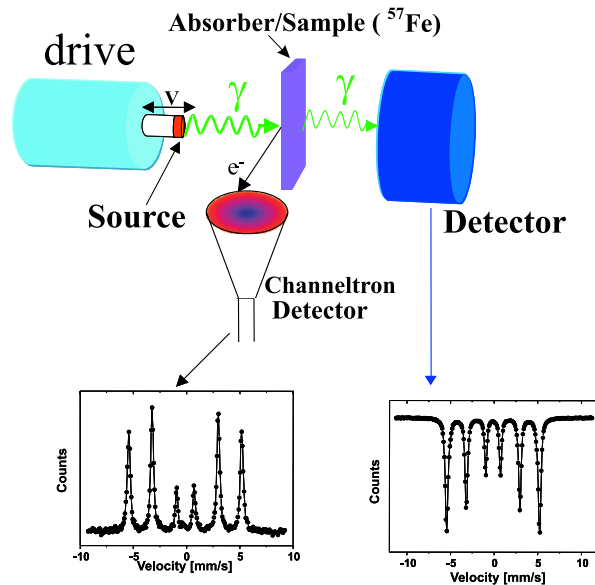 Absorber/Sample ( ⁵⁷Fe)
drive
V
γ
γ
e⁻
Source
Detector
Channeltron
Detector
Counts
-10 -5 0 5 10
Velocity [mm/s]
Counts
-10 -5 0 5 10
Velocity [mm/s]